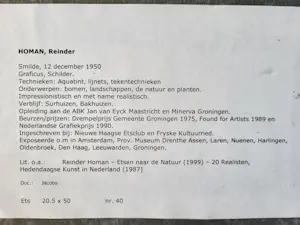 HOMAN, Reinder
Smilde, 12 december 1950
Graficus, Schilder.
Technieken: Aquatint, lijnets, tekentechnieken
Onderwerpen: bomen, landschappen, de natuur en planten.
Impressionistisch en met name realistisch.
Verblijf: Surhuizen, Bakhuizen.
Opleiding aan de ABK Jan van Eyck Maastricht en Minerva Groningen.
Beurzen/prijzen: Drempelprijs Gemeente Groningen 1975, Found for Artists 1989 en
Nederlandse Grafiekprijs 1990.
Ingeschreven bij: Nieuwe Haagse Etsclub en Fryske Kultuurried.
Exposeerde o.m in Amsterdam, Prov. Museum Drenthe Assen, Laren, Nuenen, Harlingen,
Oldenbroek, Den Haag, Leeuwarden, Groningen.
Lit. o.a.: Reinder Homan – Etsen naar de Natuur (1999) – 20 Realisten,
Hedendaagse Kunst in Nederland (1987)
Doc.: Jacobs
Ets 20.5 x 50 nr. 40